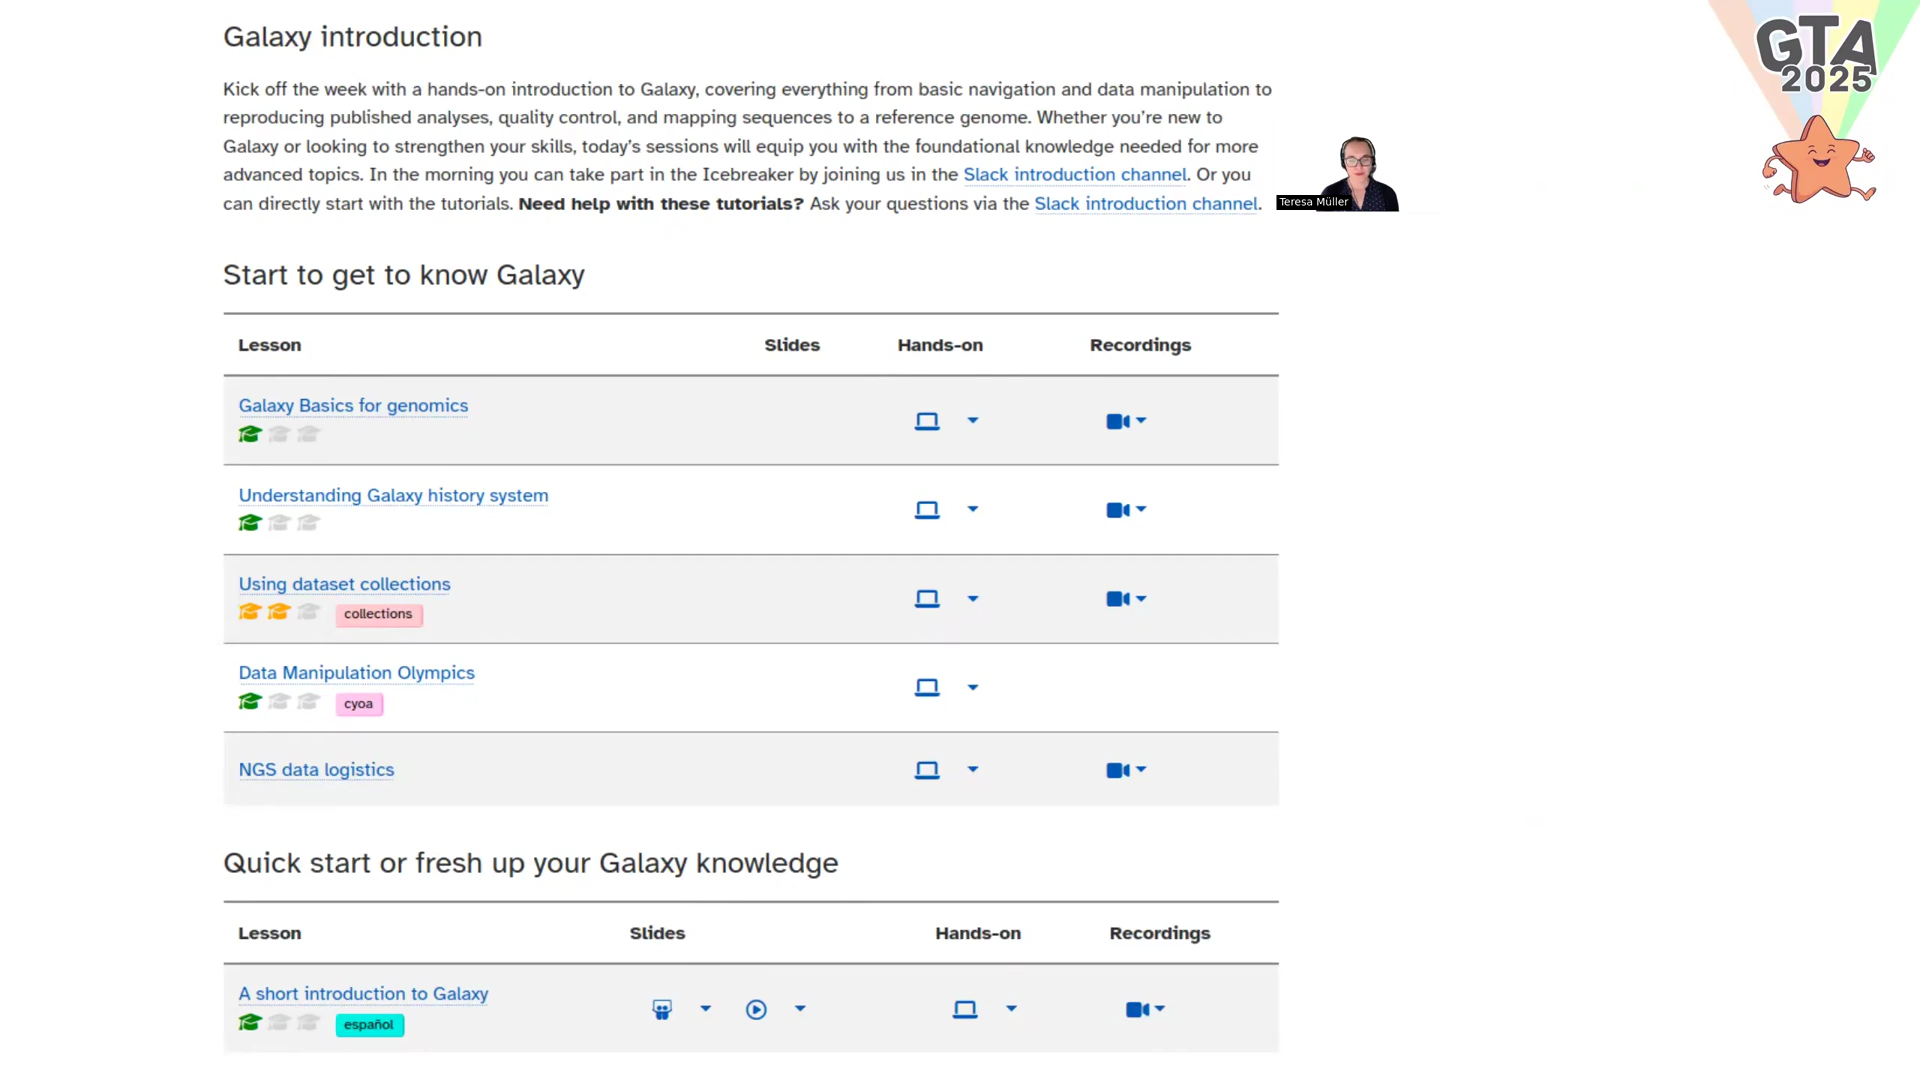 Galaxy introduction
GTA
2025
Kick off the week with a hands-on introduction to Galaxy, covering everything from basic navigation and data manipulation to
reproducing published analyses, quality control, and mapping sequences to a reference genome. Whether you're new to
Galaxy or looking to strengthen your skills, today's sessions will equip you with the foundational knowledge needed for more
advanced topics. In the morning you can take part in the Icebreaker by joining us in the Slack introduction channel. Or you
can directly start with the tutorials. Need help with these tutorials? Ask your questions via the Slack introduction channel.
Teresa Müller
Start to get to know Galaxy
Lesson Slides Hands-on Recordings
Galaxy Basics for genomics
Understanding Galaxy history system
Using dataset collections
collections
Data Manipulation Olympics
cyoa
NGS data logistics
Quick start or fresh up your Galaxy knowledge
Lesson Slides Hands-on Recordings
A short introduction to Galaxy
español